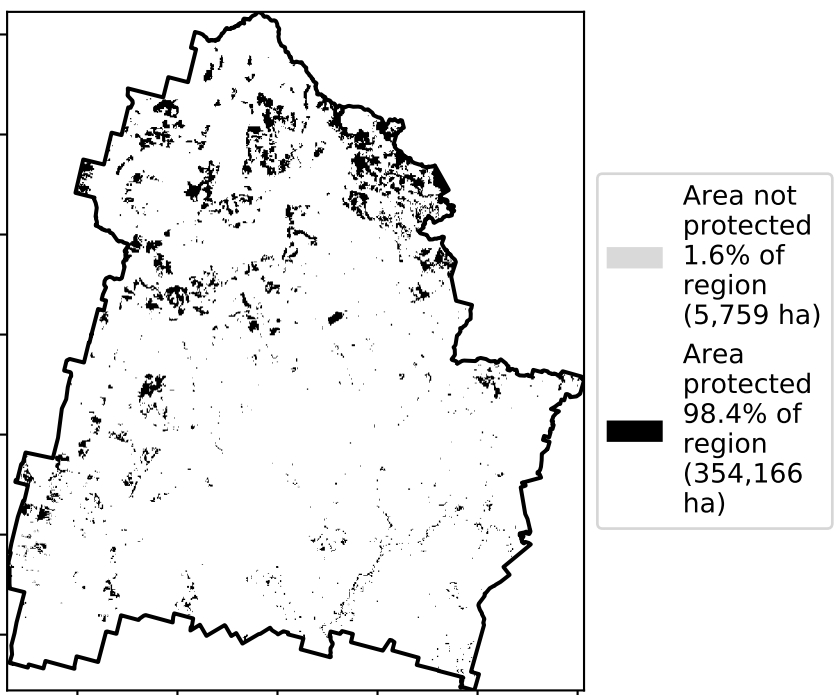 Area not
protected
1.6% of
region
(5,759 ha)
Area
protected
98.4% of
region
(354,166
ha)